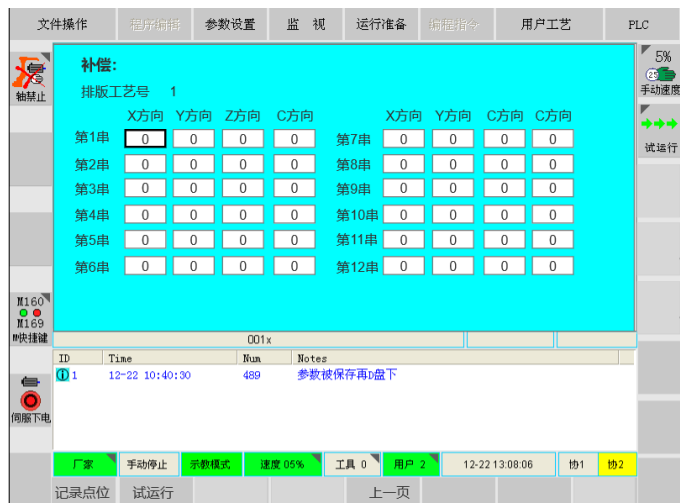 文件操作 程序编辑 参数设置 监 视 运行准备 编程指令 用户工艺 PLC
轴禁止
补偿:
排版工艺号 1
X方向 Y方向 Z方向 C方向 X方向 Y方向 C方向 C方向
第1串 0 0 0 0 第7串 0 0 0 0
第2串 0 0 0 0 第8串 0 0 0 0
第3串 0 0 0 0 第9串 0 0 0 0
第4串 0 0 0 0 第10串 0 0 0 0
第5串 0 0 0 0 第11串 0 0 0 0
第6串 0 0 0 0 第12串 0 0 0 0
5%
25
手动速度
试运行
M160
M169
M快捷键
001x
ID Time Num Notes
1 12-22 10:40:30 489 参数被保存再D盘下
伺服下电
厂家 手动停止 示教模式 速度 05% 工具 0 用户 2 12-22 13:08:06 协1 协2
记录点位 试运行 上一页